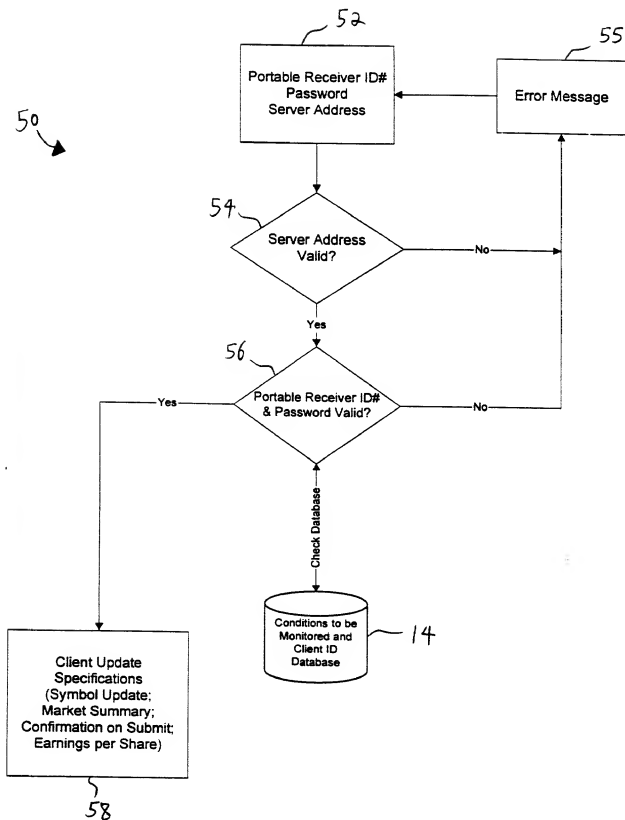 52
55
Portable Receiver ID#
Password
Server Address
Error Message
50
54
Server Address
Valid?
No
Yes
56
Portable Receiver ID#
& Password Valid?
Yes
No
Check Database
Conditions to be
Monitored and
Client ID
Database
14
Client Update
Specifications
(Symbol Update;
Market Summary;
Confirmation on Submit;
Earnings per Share)
58